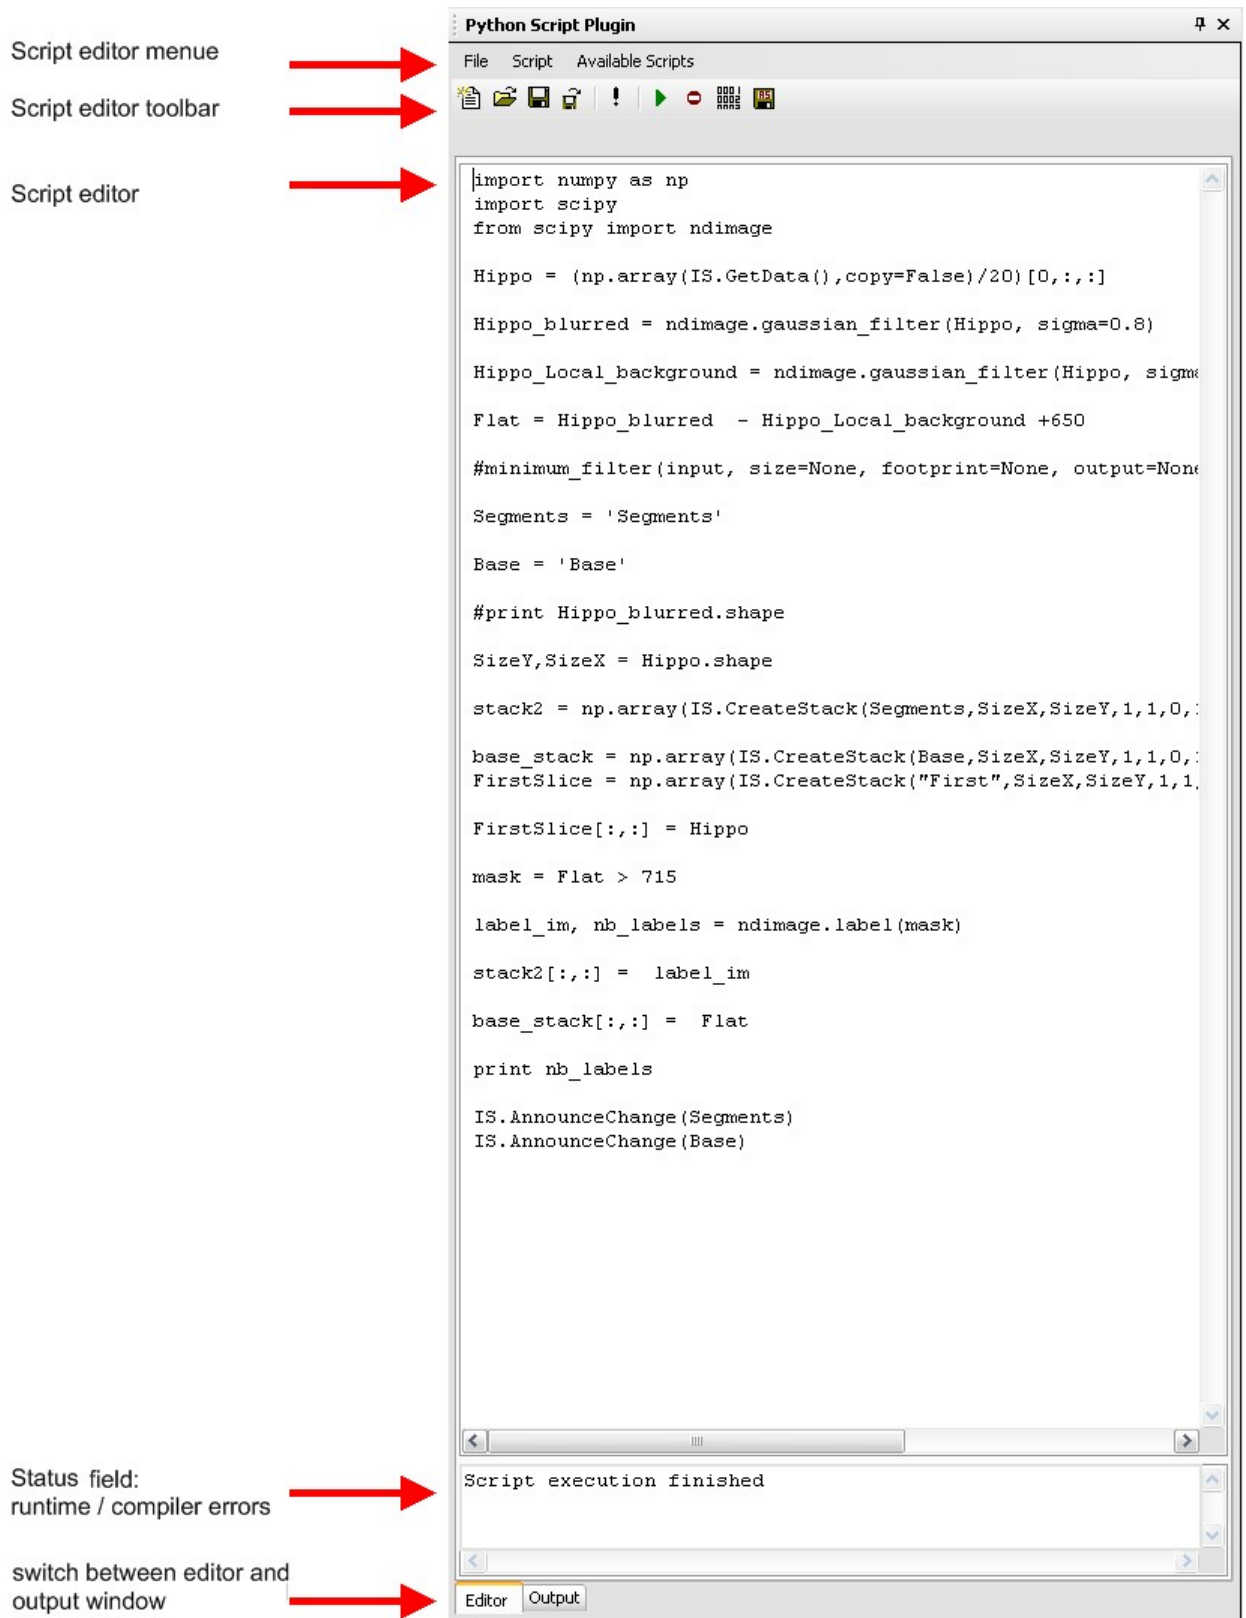 Python Script Plugin
Script editor menue
File Script Available Scripts
Script editor toolbar
Script editor
import numpy as np
import scipy
from scipy import ndimage
Hippo = (np.array(IS.GetData(),copy=False)/20)[0,:,:]
Hippo_blurred = ndimage.gaussian_filter(Hippo, sigma=0.8)
Hippo_Local_background = ndimage.gaussian_filter(Hippo, sigm
Flat = Hippo_blurred  - Hippo_Local_background +650
#minimum_filter(input, size=None, footprint=None, output=None
Segments = 'Segments'
Base = 'Base'
#print Hippo_blurred.shape
SizeY,SizeX = Hippo.shape
stack2 = np.array(IS.CreateStack(Segments,SizeX,SizeY,1,1,0,
base_stack = np.array(IS.CreateStack(Base,SizeX,SizeY,1,1,0,
FirstSlice = np.array(IS.CreateStack("First",SizeX,SizeY,1,1,
FirstSlice[:,:] = Hippo
mask = Flat > 715
label_im, nb_labels = ndimage.label(mask)
stack2[:,:] =  label_im
base_stack[:,:] =  Flat
print nb_labels
IS.AnnounceChange(Segments)
IS.AnnounceChange(Base)
Status field:
runtime / compiler errors
Script execution finished
switch between editor and
output window
Editor Output